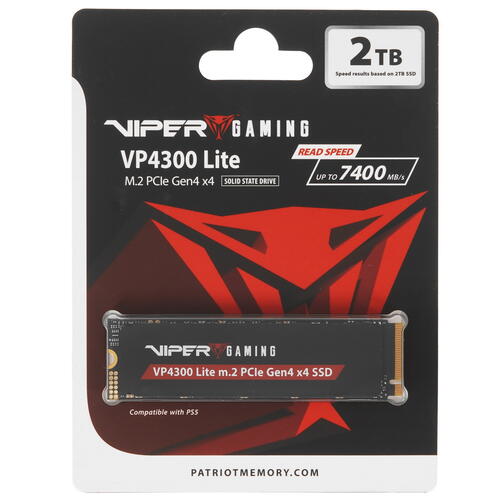 2TB
Speed results based on 2TB SSD
VIPER GAMING
VP4300 Lite
M.2 PCIe Gen4 x4 SOLID STATE DRIVE
READ SPEED
UP TO 7400 MB/s
VIPER GAMING
VP4300 Lite m.2 PCIe Gen4 x4 SSD
Compatible with PS5
PATRIOTMEMORY.COM